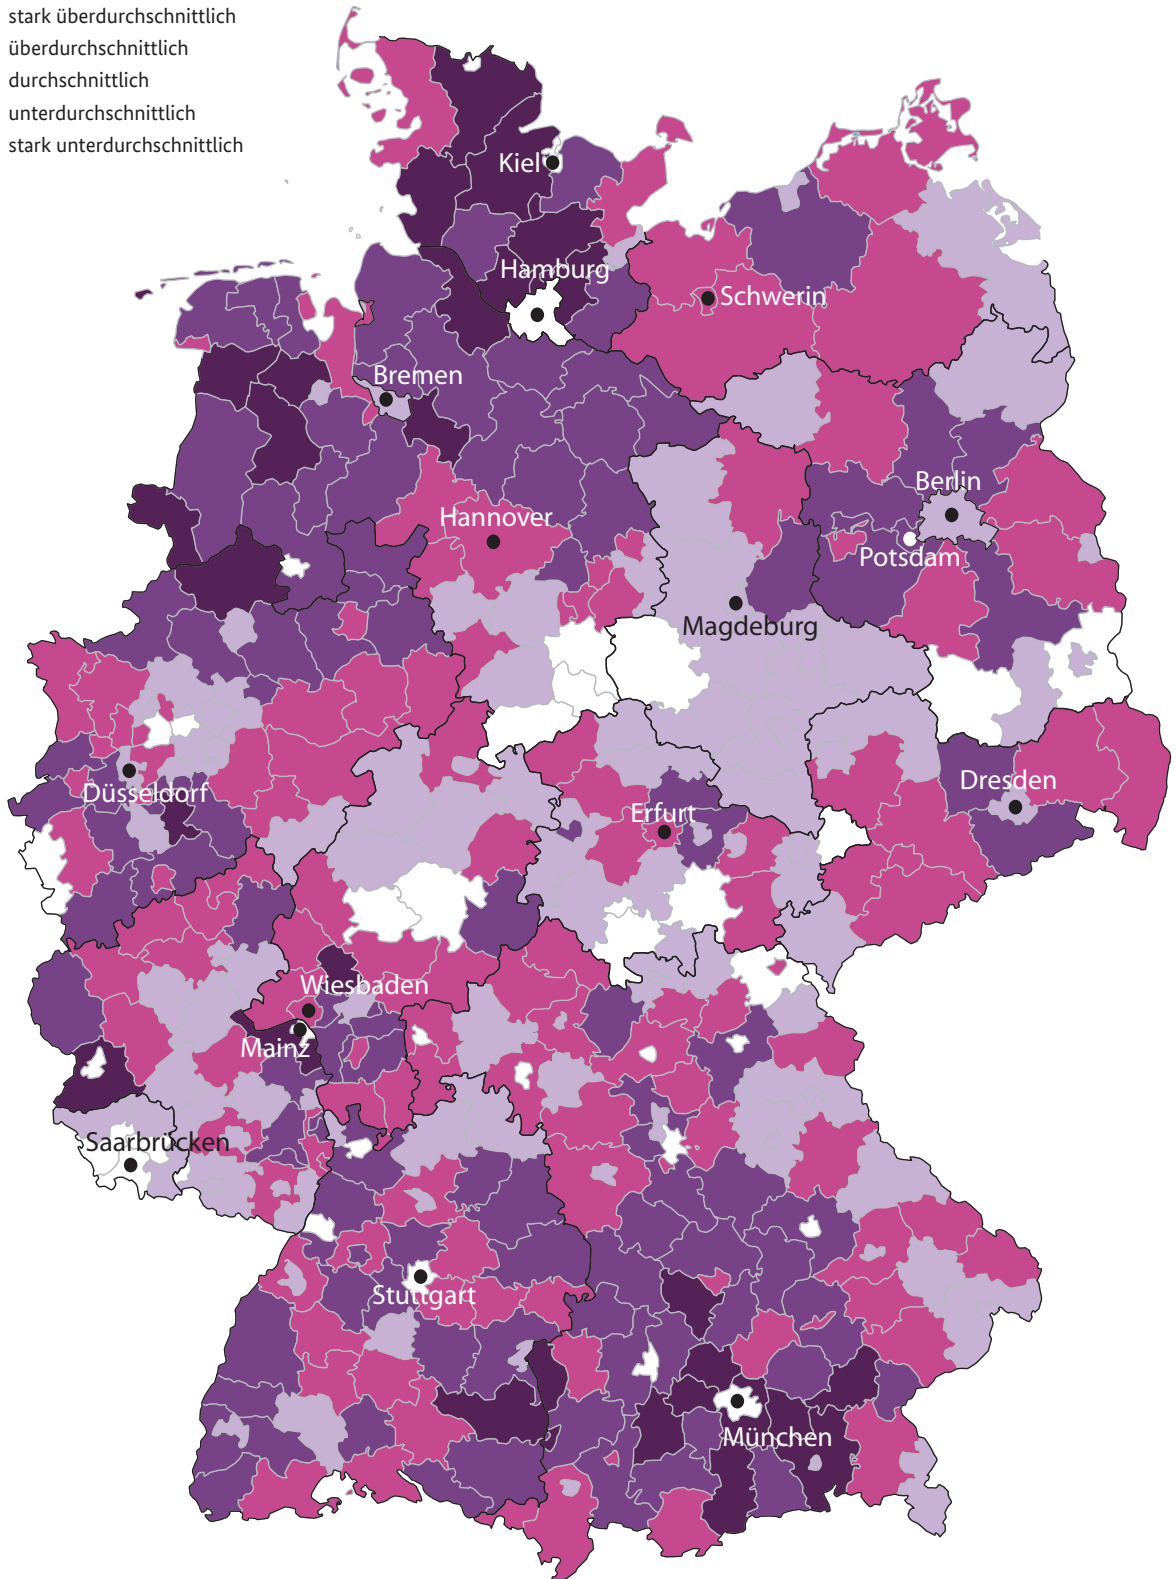 stark überdurchschnittlich
überdurchschnittlich
durchschnittlich
unterdurchschnittlich
stark unterdurchschnittlich
Kiel
Hamburg
Schwerin
Bremen
Berlin
Hannover
Potsdam
Magdeburg
Düsseldorf
Dresden
Erfurt
Wiesbaden
Mainz
Saarbrücken
Stuttgart
München